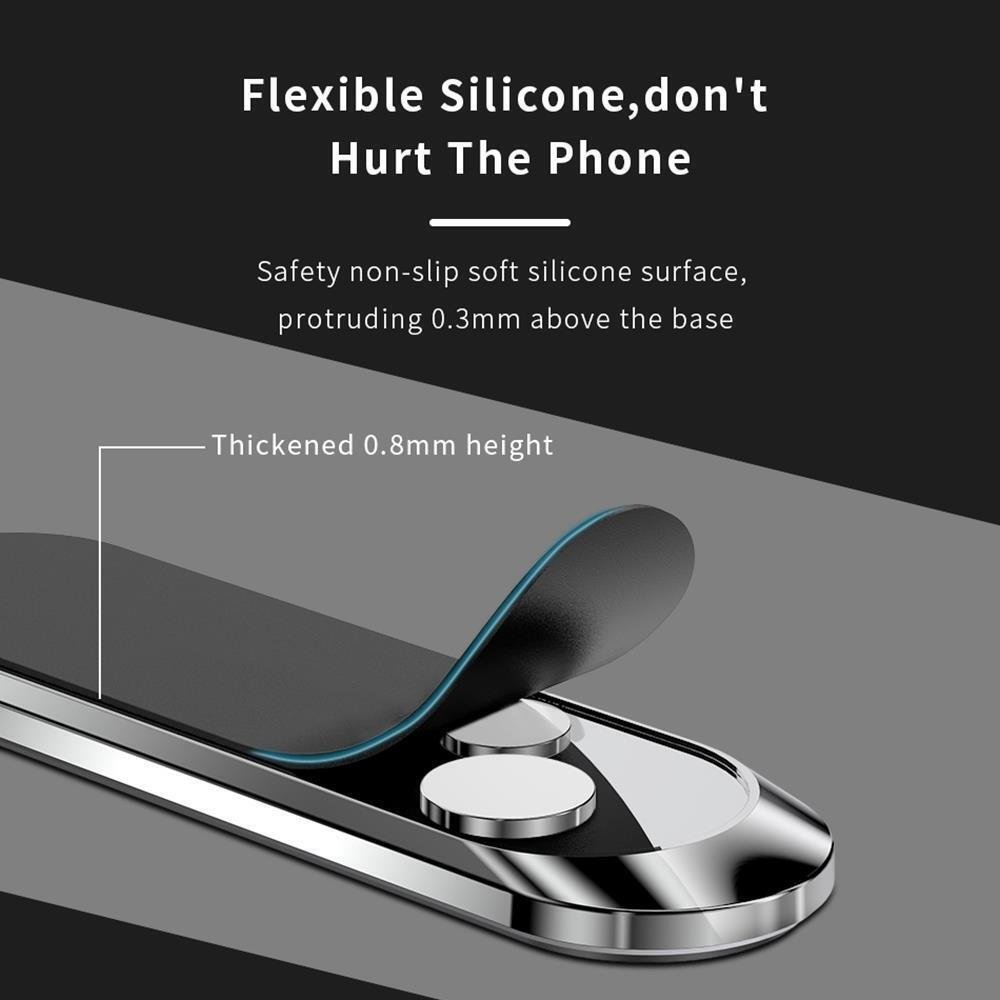 Flexible Silicone,don't
Hurt The Phone
Safety non-slip soft silicone surface,
protruding 0.3mm above the base
Thickened 0.8mm height